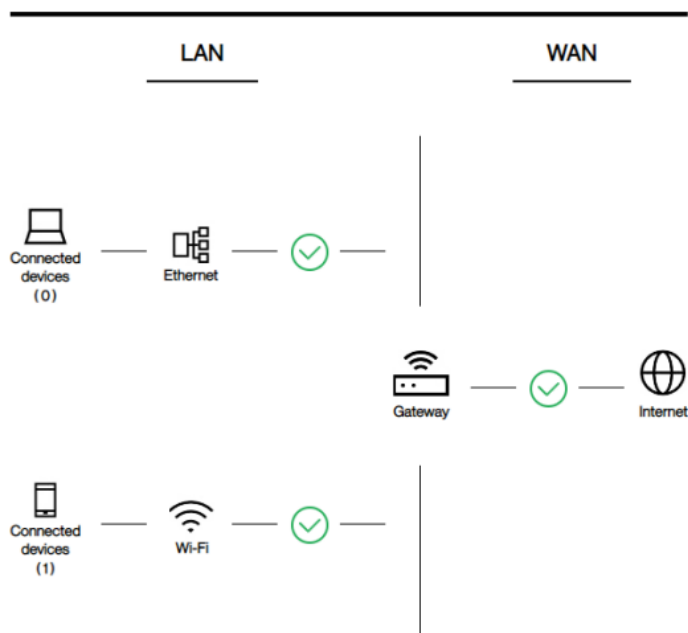 LAN
WAN
Connected
devices
(0)
Ethernet
Gateway
Internet
Connected
devices
(1)
Wi-Fi